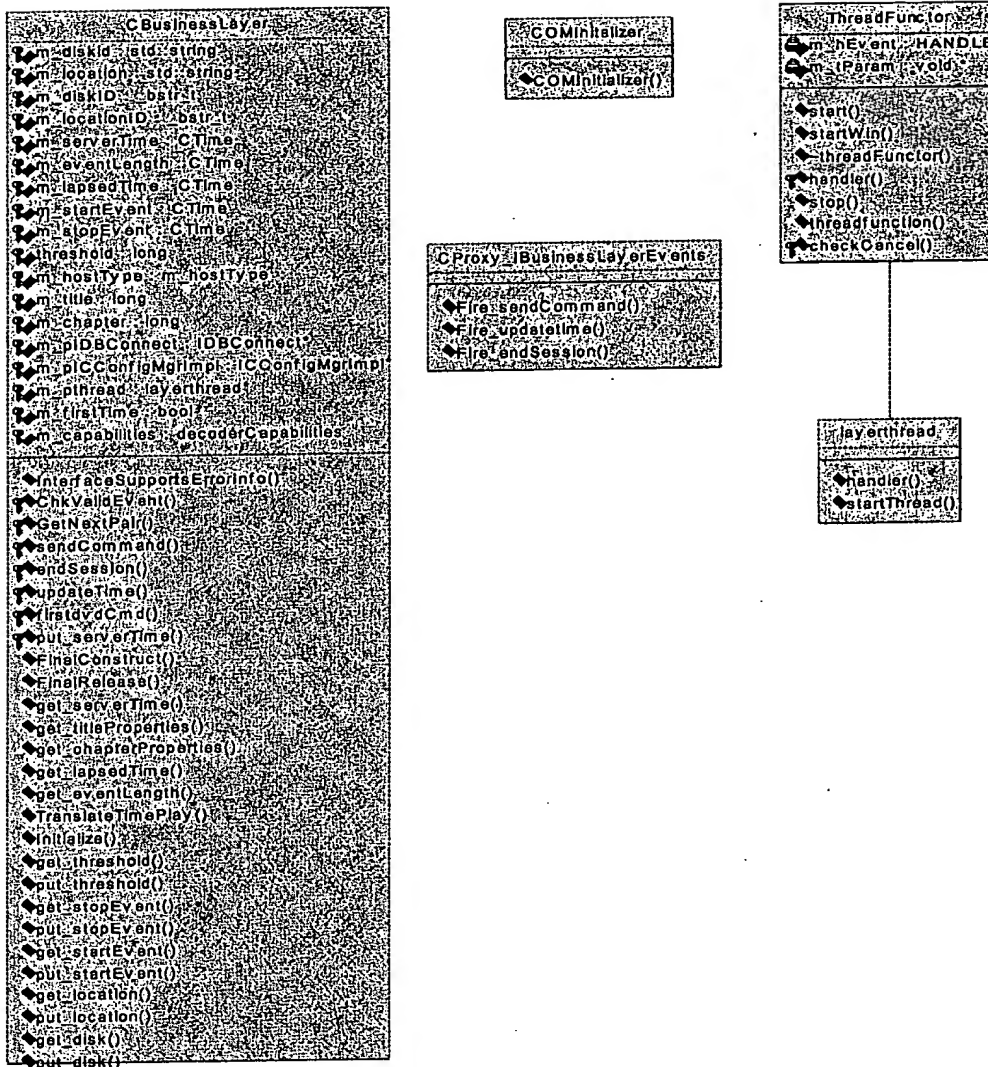 CBusinessLayer
m_diskId : std::string
m_location : std::string
m_diskID : _bstr_t
m_locationID : _bstr_t
m_serverTime : CTime
m_eventLength : CTime
m_lapsedTime : CTime
m_startEvent : CTime
m_stopEvent : CTime
threshold : long
m_hostType : m_hostType
m_title : long
m_chapter : long
m_pIDBConnect : IDBConnect*
m_pICConfigMgrImpl : ICConfigMgrImpl
m_pthread : layerthread
m_firstTime : bool
m_capabilities : decoderCapabilities
InterfaceSupportsErrorInfo()
ChkValidEvent()
GetNextPair()
sendCommand()
endSession()
updateTime()
firstdvdCmd()
put_serverTime()
FinalConstruct()
FinalRelease()
get_serverTime()
get_titleProperties()
get_chapterProperties()
get_lapsedTime()
get_eventLength()
TranslateTimePlay()
Initialize()
get_threshold()
put_threshold()
get_stopEvent()
put_stopEvent()
get_startEvent()
put_startEvent()
get_location()
put_location()
get_disk()
put_disk()
COMInitializer
COMInitializer()
CProxy_IBusinessLayerEvents
Fire_sendCommand()
Fire_updatetime()
Fire_endSession()
ThreadFunctor
m_hEvent : HANDLE
m_tParam : void*
start()
startWin()
~threadFunctor()
handler()
stop()
threadfunction()
checkCancel()
layerthread
handler()
startThread()